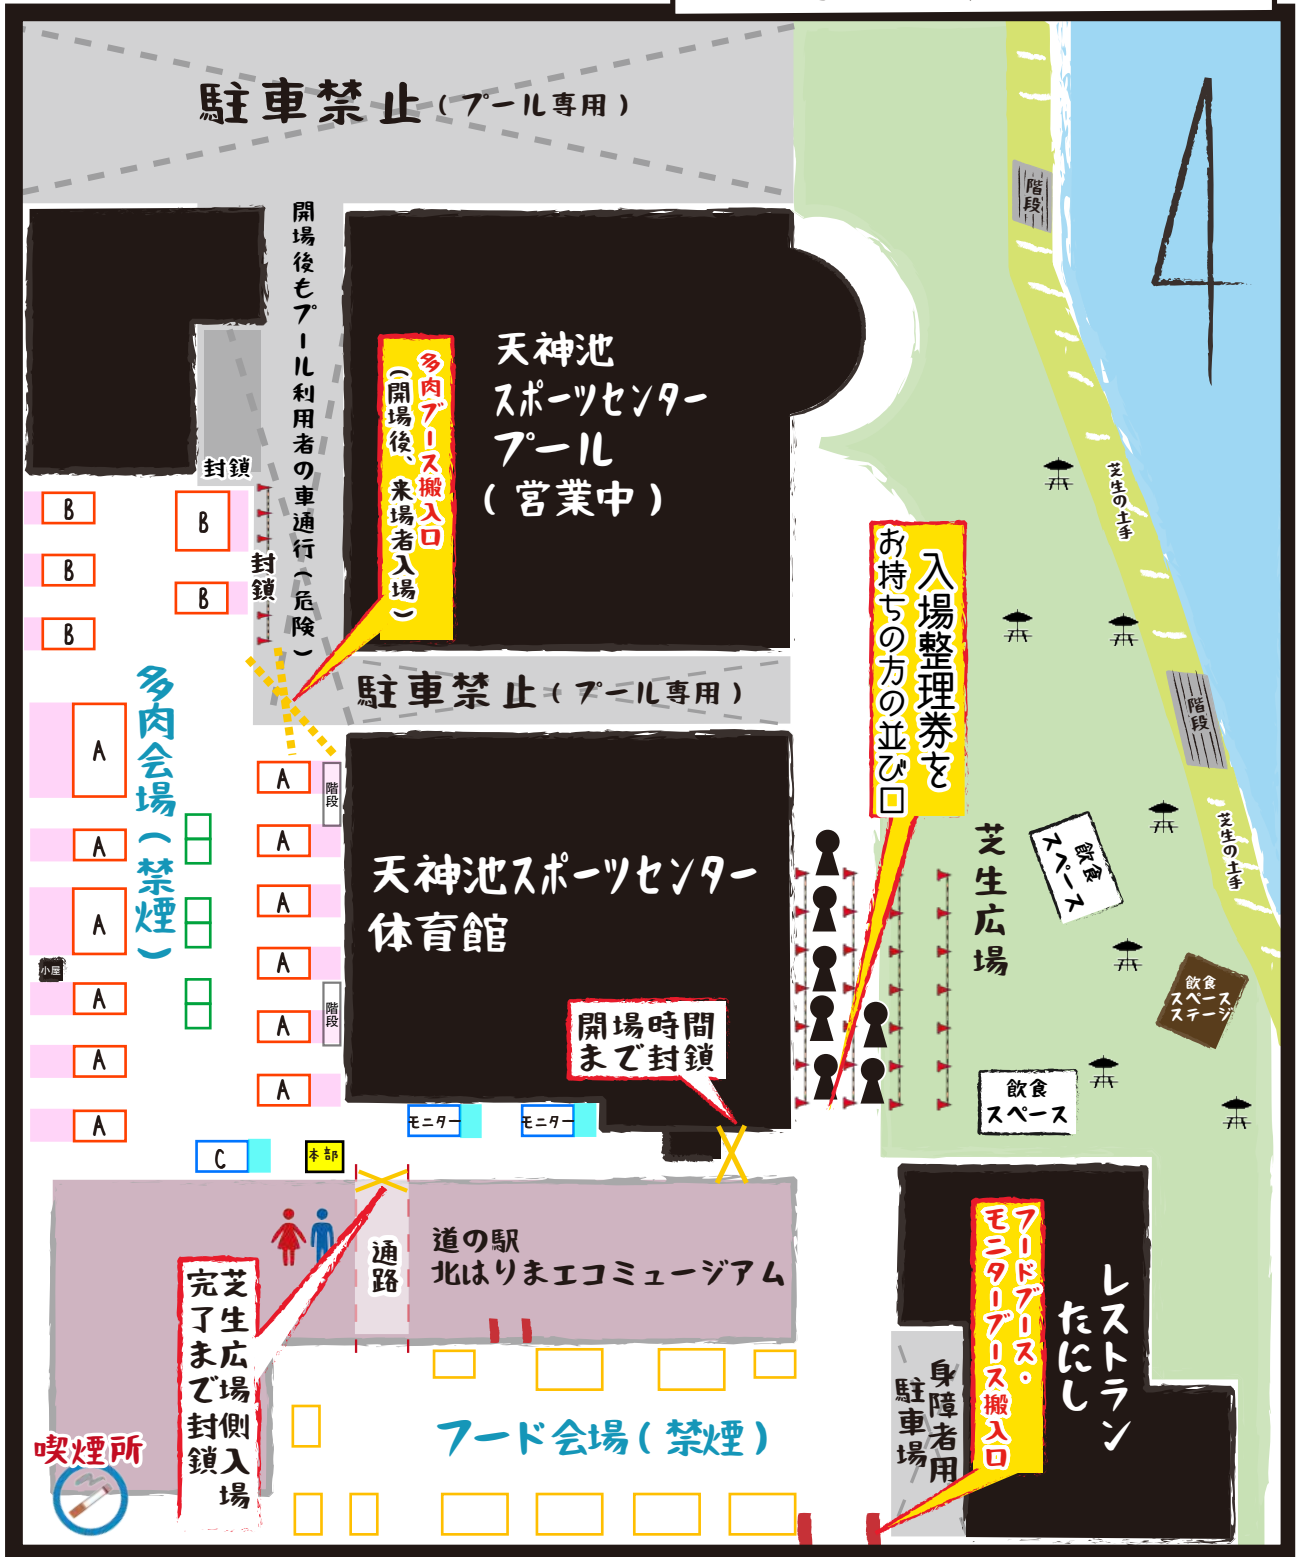 駐車禁止(プール専用)
階段
開場後もプール利用者の車通行(危険)
多肉ブース搬入口
(開場後、来場者入場)
天神池
スポーツセンター
プール
(営業中)
封鎖
封鎖
B
B
B
B
B
芝生の土手
入場整理券を
お持ちの方の並び口
駐車禁止(プール専用)
階段
多肉会場(禁煙)
A
A
A
A
A
A
小屋
A
A
A
A
A
A
階段
階段
天神池スポーツセンター
体育館
開場時間
まで封鎖
芝生広場
飲食
スペース
芝生の土手
飲食
スペース
ステージ
飲食
スペース
モニター
モニター
C
本部
通路
道の駅
北はりまエコミュージアム
芝生広場側入場
完了まで封鎖
喫煙所
フード会場(禁煙)
フードブース・
モニターブース搬入口
レストラン
たにし
身障者用
駐車場